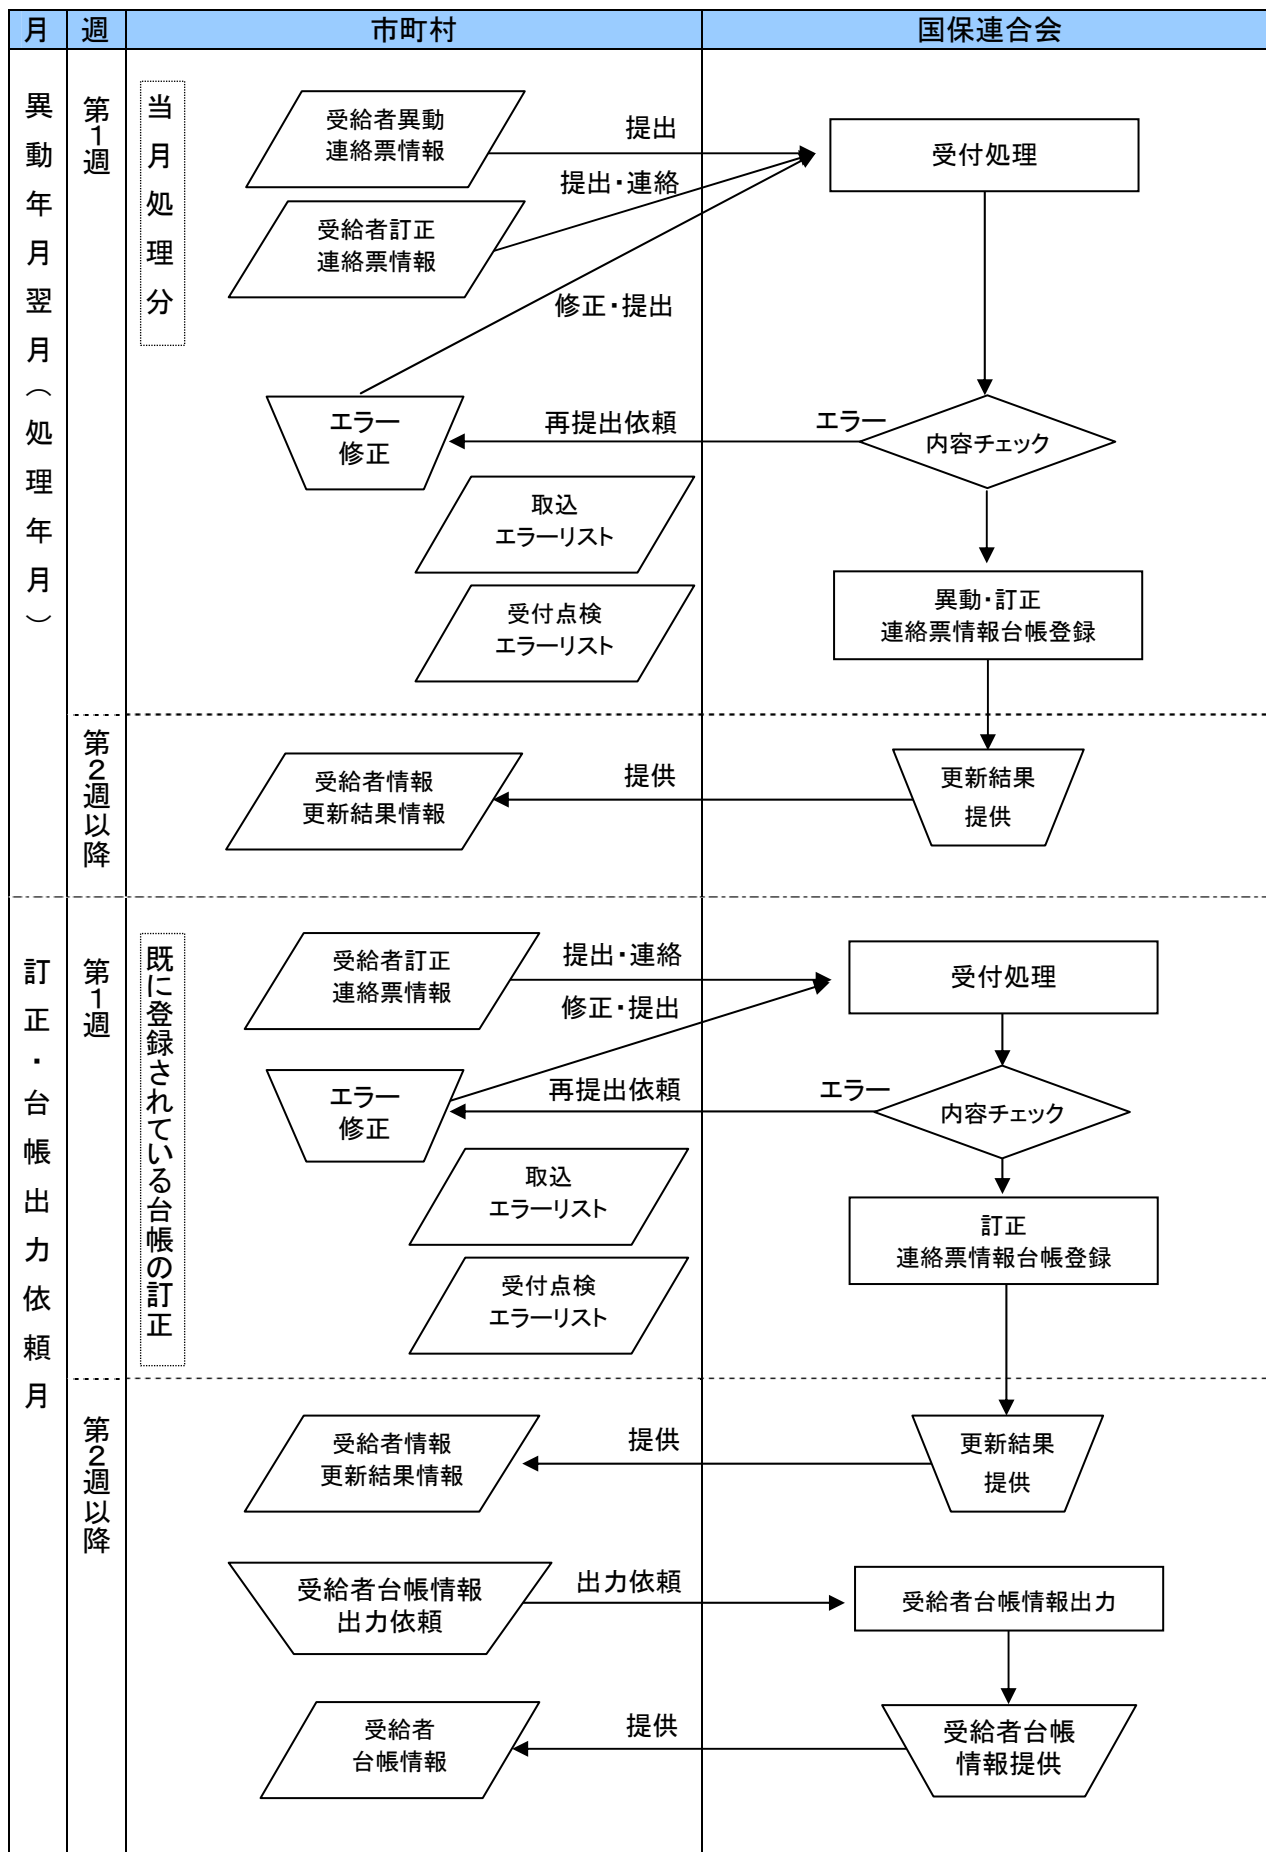 月
週
市町村
国保連合会
異動年月翌月（処理年月）
第1週
当月処理分
受給者異動
連絡票情報
提出
受付処理
提出・連絡
受給者訂正
連絡票情報
修正・提出
エラー
修正
再提出依頼
エラー
内容チェック
取込
エラーリスト
異動・訂正
連絡票情報台帳登録
受付点検
エラーリスト
第2週以降
受給者情報
更新結果情報
提供
更新結果
提供
訂正・台帳出力依頼月
第1週
既に登録されている台帳の訂正
受給者訂正
連絡票情報
提出・連絡
受付処理
修正・提出
エラー
修正
再提出依頼
エラー
内容チェック
取込
エラーリスト
訂正
連絡票情報台帳登録
受付点検
エラーリスト
第2週以降
受給者情報
更新結果情報
提供
更新結果
提供
受給者台帳情報
出力依頼
出力依頼
受給者台帳情報出力
受給者
台帳情報
提供
受給者台帳
情報提供